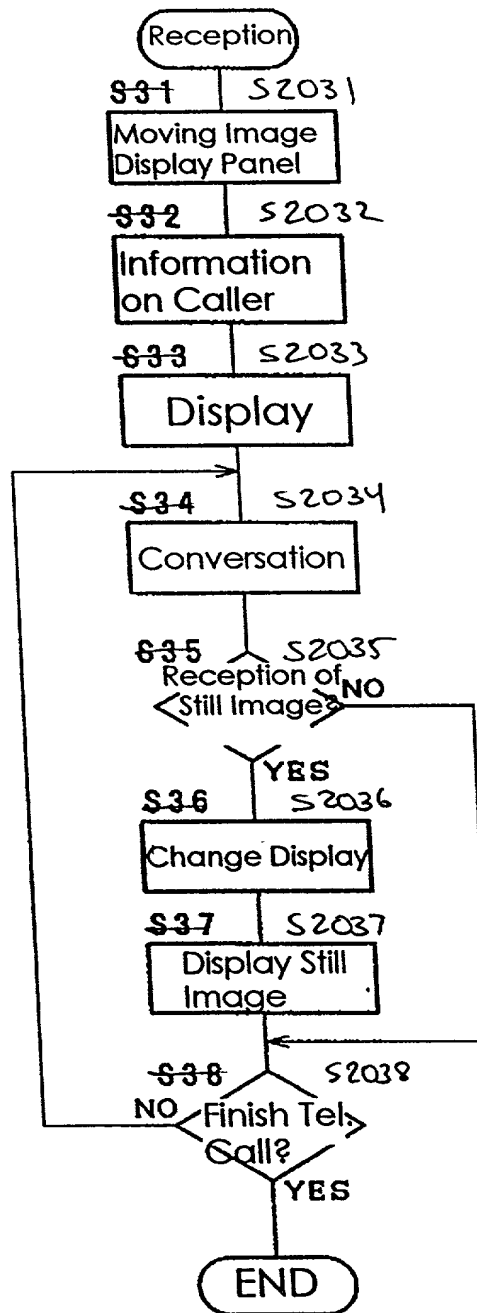 Reception
S31 S2031
Moving Image
Display Panel
S32 S2032
Information
on Caller
S33 S2033
Display
S34 S2034
Conversation
S35 S2035
Reception of
Still Image?
NO
YES
S36 S2036
Change Display
S37 S2037
Display Still
Image
S38 S2038
NO
Finish Tel.
Call?
YES
END